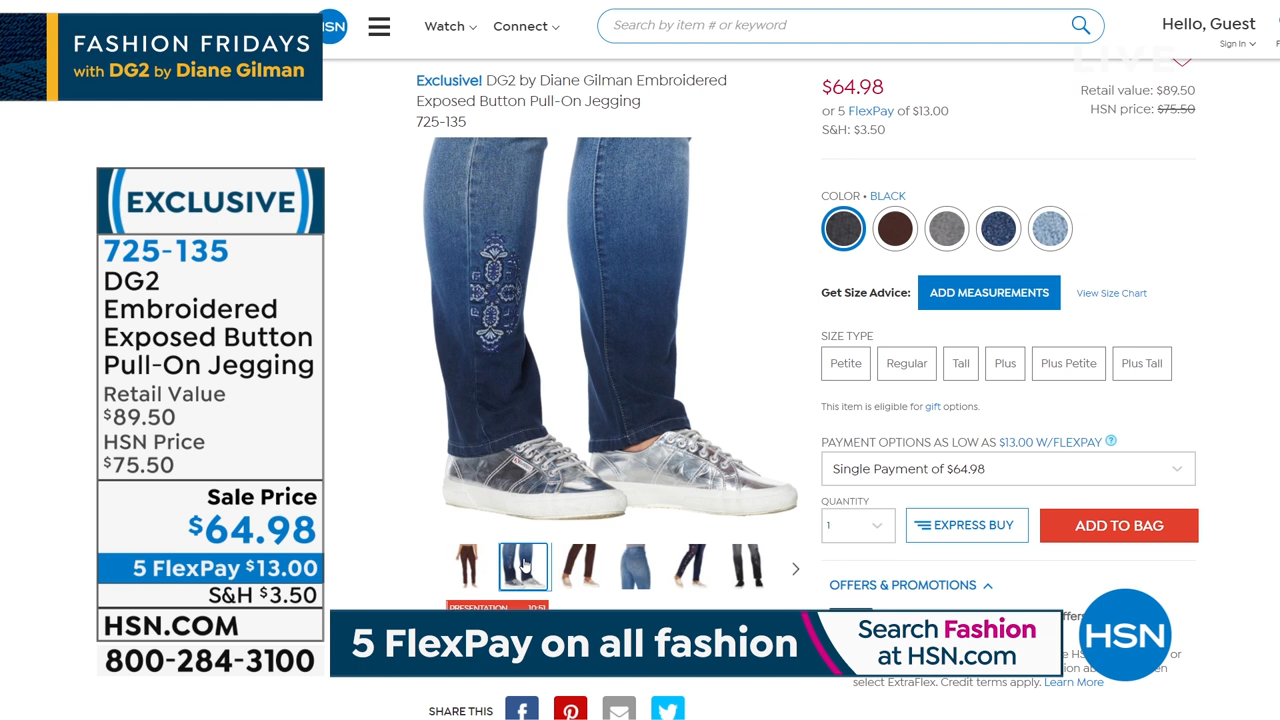 FASHION FRIDAYS
with DG2 by Diane Gilman
HSN
Watch
Connect
Search by item # or keyword
Hello, Guest
Sign In
LIVE
EXCLUSIVE
725-135
DG2
Embroidered
Exposed Button
Pull-On Jegging
Retail Value
$89.50
HSN Price
$75.50
Sale Price
$64.98
5 FlexPay $13.00
S&H $3.50
HSN.COM
800-284-3100
Exclusive! DG2 by Diane Gilman Embroidered
Exposed Button Pull-On Jegging
725-135
$64.98
or 5 FlexPay of $13.00
S&H: $3.50
Retail value: $89.50
HSN price: $75.50
COLOR • BLACK
Get Size Advice:
ADD MEASUREMENTS
View Size Chart
SIZE TYPE
Petite
Regular
Tall
Plus
Plus Petite
Plus Tall
This item is eligible for gift options.
PAYMENT OPTIONS AS LOW AS $13.00 W/FLEXPAY ?
Single Payment of $64.98
QUANTITY
1
EXPRESS BUY
ADD TO BAG
OFFERS & PROMOTIONS
PRESENTATION 10:51
5 FlexPay on all fashion
Search Fashion
at HSN.com
HSN
or
select ExtraFlex. Credit terms apply. Learn More
SHARE THIS